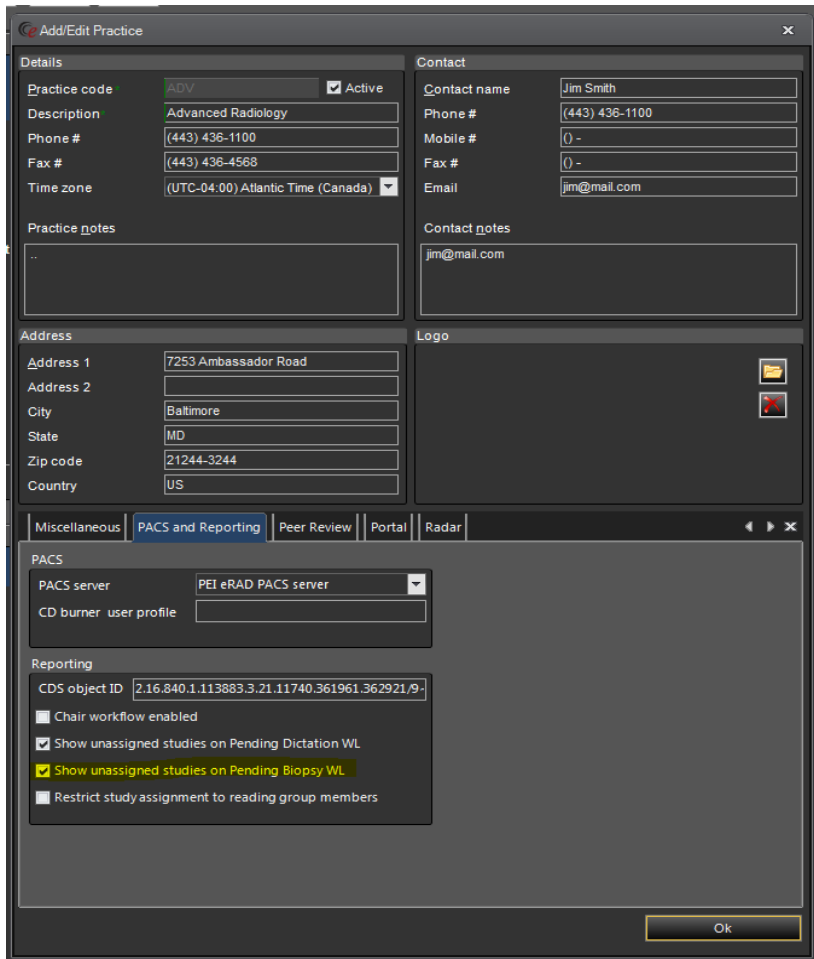 Add/Edit Practice
Details
Practice code* ADV Active
Description* Advanced Radiology
Phone # (443) 436-1100
Fax # (443) 436-4568
Time zone (UTC-04:00) Atlantic Time (Canada)
Practice notes
..
Contact
Contact name Jim Smith
Phone # (443) 436-1100
Mobile # () -
Fax # () -
Email jim@mail.com
Contact notes
jim@mail.com
Address
Address 1 7253 Ambassador Road
Address 2
City Baltimore
State MD
Zip code 21244-3244
Country US
Logo
Miscellaneous PACS and Reporting Peer Review Portal Radar
PACS
PACS server PEI eRAD PACS server
CD burner user profile
Reporting
CDS object ID 2.16.840.1.113883.3.21.11740.361961.362921/9-
Chair workflow enabled
Show unassigned studies on Pending Dictation WL
Show unassigned studies on Pending Biopsy WL
Restrict study assignment to reading group members
Ok